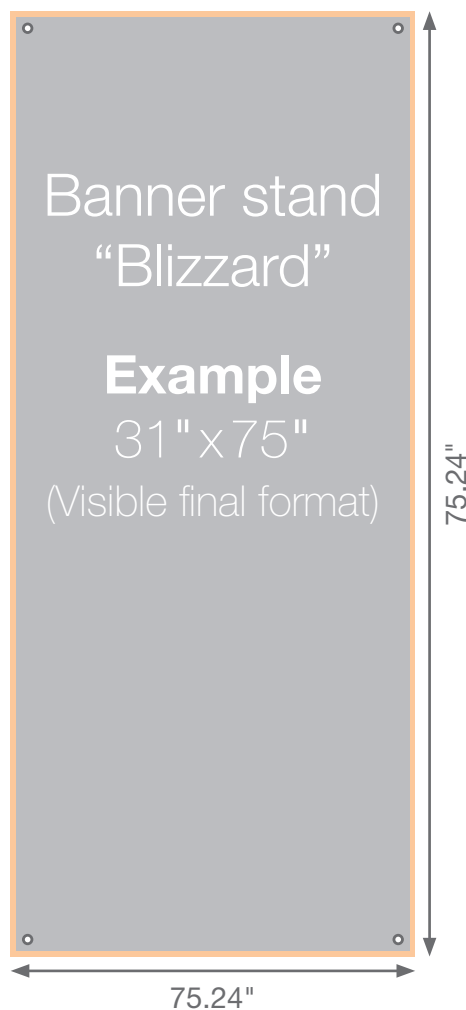 Banner stand
“Blizzard”
Example
31"x75"
(Visible final format)
75.24"
75.24"